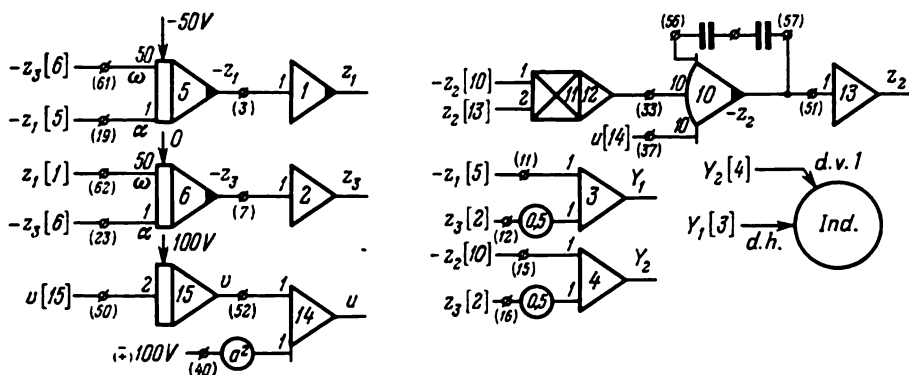 -50V
-z₃[6] (61) 50 ω 5 -z₁ (3) 1 1 z₁
-z₁[5] (19) 1 α
0
z₁[1] (62) 50 ω 6 -z₃ (7) 1 2 z₃
-z₃[6] (23) 1 α
100V
υ[15] (50) 2 15 υ (52) 1 14 u
(∓) 100V (40) a² 1
(56) (57)
-z₂[10] 1 11 12 (33) 10 10 -z₂ (51) 1 13 z₂
z₂[13] 2
u[14] (37) 10
-z₁[5] (11) 1 3 Y₁
z₃[2] (12) 0,5 1
-z₂[10] (15) 1 4 Y₂
z₃[2] (16) 0,5 1
Y₂[4] d.v.1
Y₁[3] d.h. Ind.